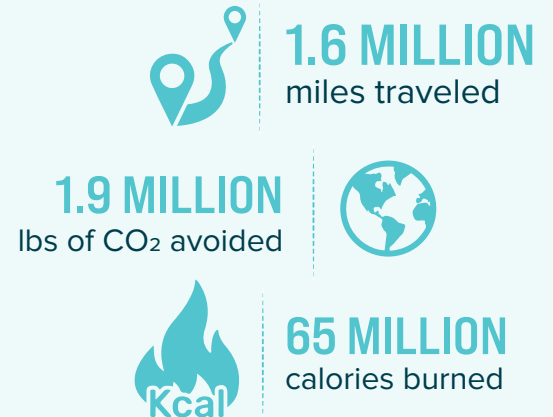 1.6 MILLION
miles traveled
1.9 MILLION
lbs of CO₂ avoided
65 MILLION
calories burned
Kcal